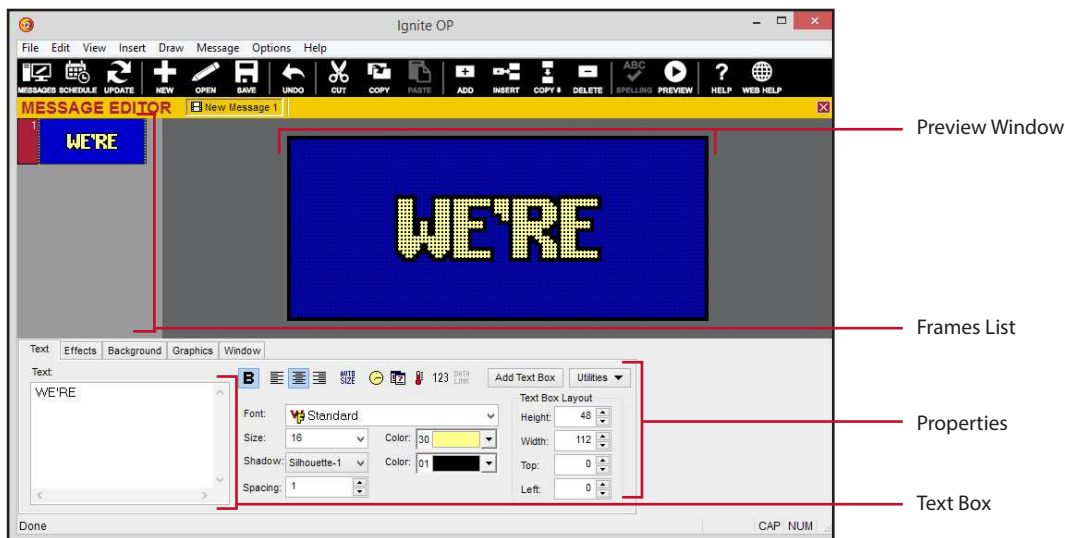 Ignite OP
File Edit View Insert Draw Message Options Help
MESSAGES SCHEDULE UPDATE NEW OPEN SAVE UNDO CUT COPY PASTE ADD INSERT COPY DELETE ABC SPELLING PREVIEW ? HELP WEB HELP
MESSAGE EDITOR New Message 1
1 WE'RE
WE'RE
Preview Window
Frames List
Text Effects Background Graphics Window
Text:
WE'RE
B AUTO SIZE 123 DATA LINK Add Text Box Utilities
Text Box Layout
Font: Standard Height: 48
Size: 16 Color: 30 Width: 112
Shadow: Silhouette-1 Color: 01 Top: 0
Spacing: 1 Left: 0
Properties
Text Box
Done CAP NUM